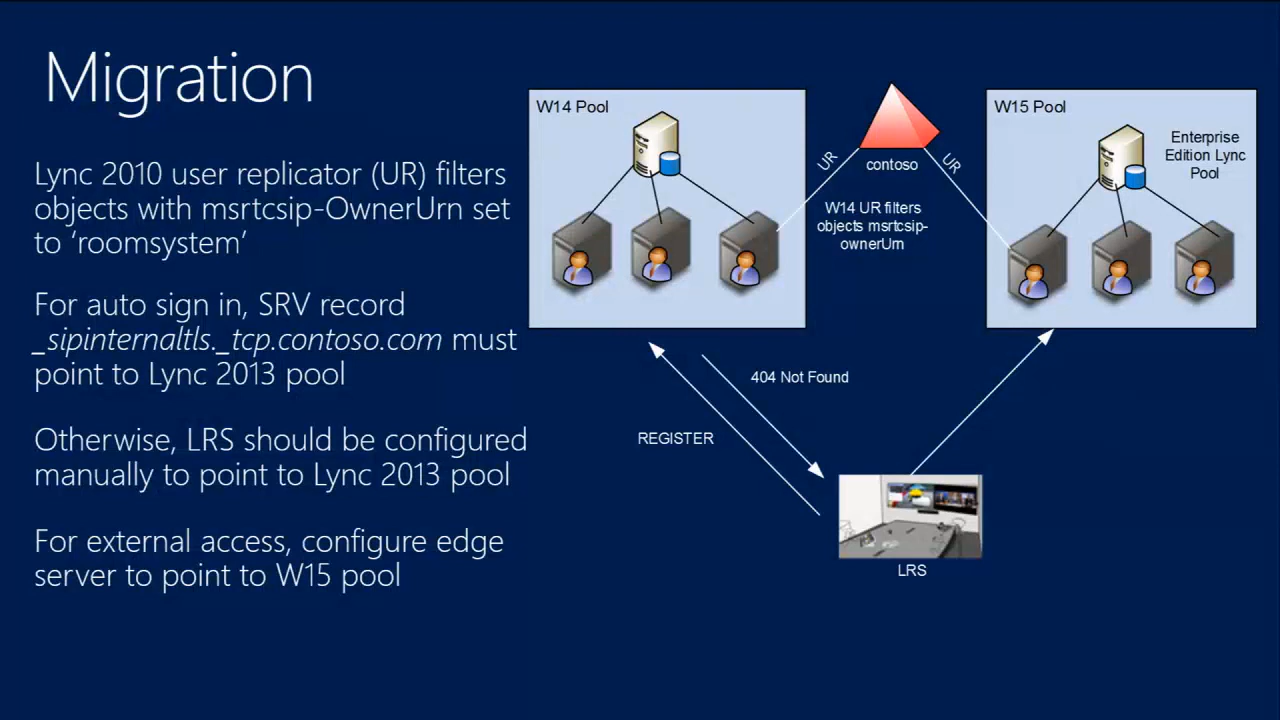 Migration
Lync 2010 user replicator (UR) filters
objects with msrtcsip-OwnerUrn set
to ‘roomsystem’
For auto sign in, SRV record
_sipinternaltls._tcp.contoso.com must
point to Lync 2013 pool
Otherwise, LRS should be configured
manually to point to Lync 2013 pool
For external access, configure edge
server to point to W15 pool
W14 Pool
UR
contoso
UR
W14 UR filters
objects msrtcsip-
ownerUrn
W15 Pool
Enterprise
Edition Lync
Pool
404 Not Found
REGISTER
LRS